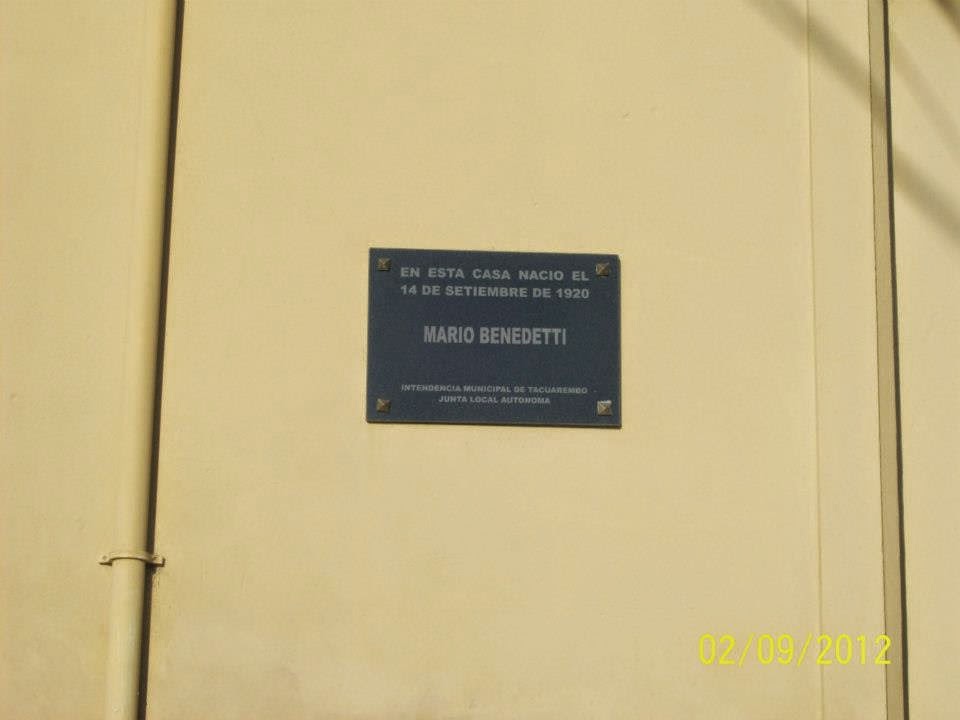 EN ESTA CASA NACIO EL
14 DE SETIEMBRE DE 1920
MARIO BENEDETTI
INTENDENCIA MUNICIPAL DE TACUAREMBO
JUNTA LOCAL AUTONOMA
02/09/2012